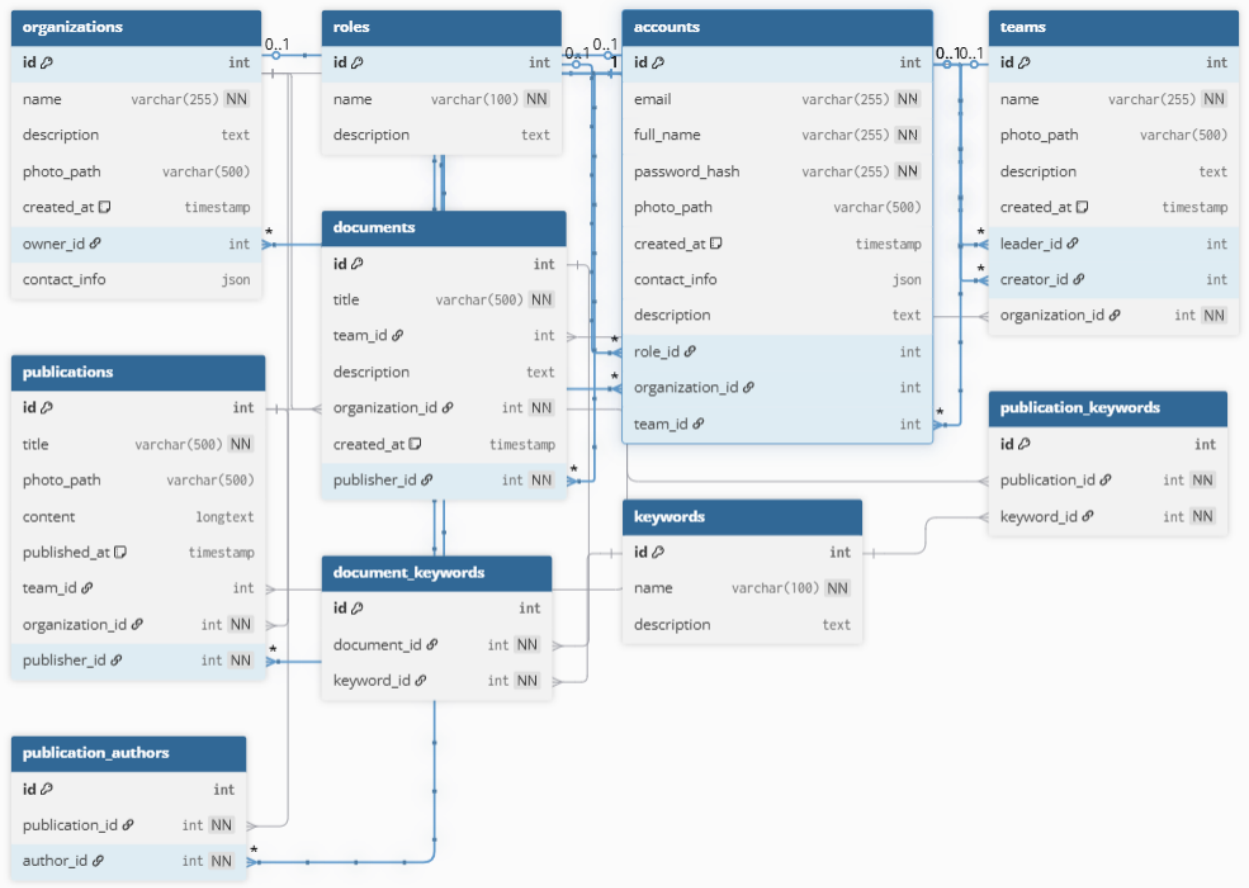 organizations
id int
name varchar(255) NN
description text
photo_path varchar(500)
created_at timestamp
owner_id int
contact_info json
0..1
*
roles
id int
name varchar(100) NN
description text
0..1
0..1
1
accounts
id int
email varchar(255) NN
full_name varchar(255) NN
password_hash varchar(255) NN
photo_path varchar(500)
created_at timestamp
contact_info json
description text
* role_id int
* organization_id int
team_id int
*
0..1
0..1
teams
id int
name varchar(255) NN
photo_path varchar(500)
description text
created_at timestamp
* leader_id int
* creator_id int
organization_id int NN
documents
id int
title varchar(500) NN
team_id int
description text
organization_id int NN
created_at timestamp
publisher_id int NN
*
publications
id int
title varchar(500) NN
photo_path varchar(500)
content longtext
published_at timestamp
team_id int
organization_id int NN
publisher_id int NN
*
publication_keywords
id int
publication_id int NN
keyword_id int NN
keywords
id int
name varchar(100) NN
description text
document_keywords
id int
document_id int NN
keyword_id int NN
publication_authors
id int
publication_id int NN
author_id int NN
*